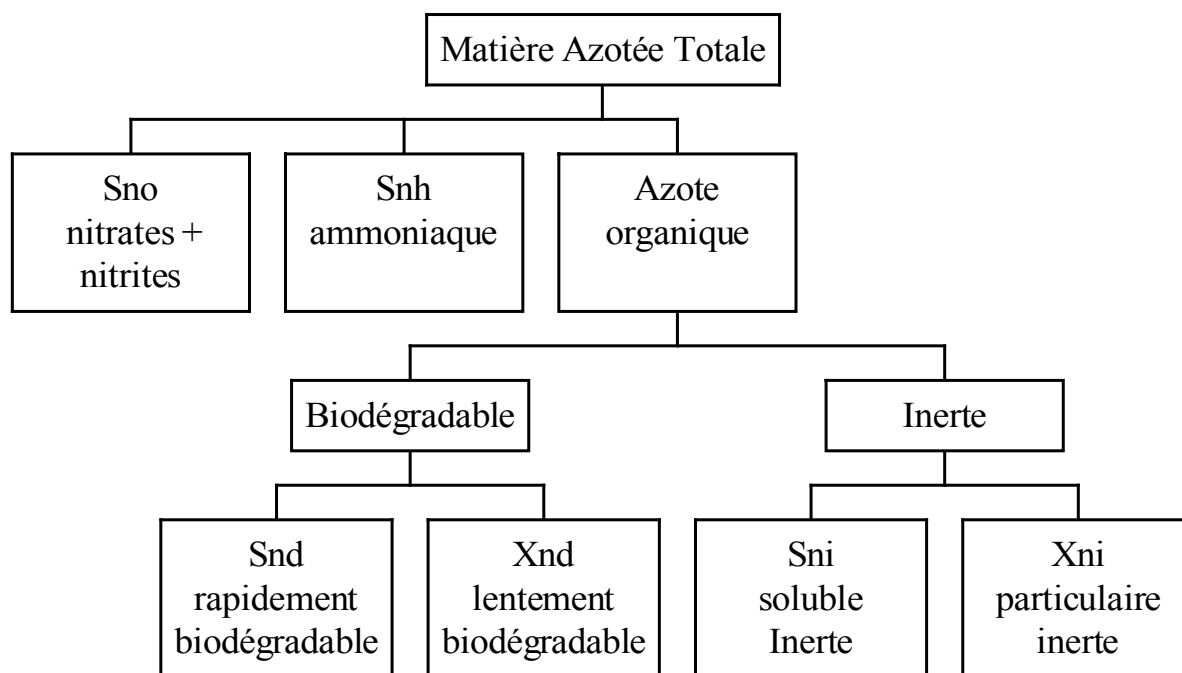 Matière Azotée Totale
Sno
nitrates +
nitrites
Snh
ammoniaque
Azote
organique
Biodégradable
Inerte
Snd
rapidement
biodégradable
Xnd
lentement
biodégradable
Sni
soluble
Inerte
Xni
particulaire
inerte